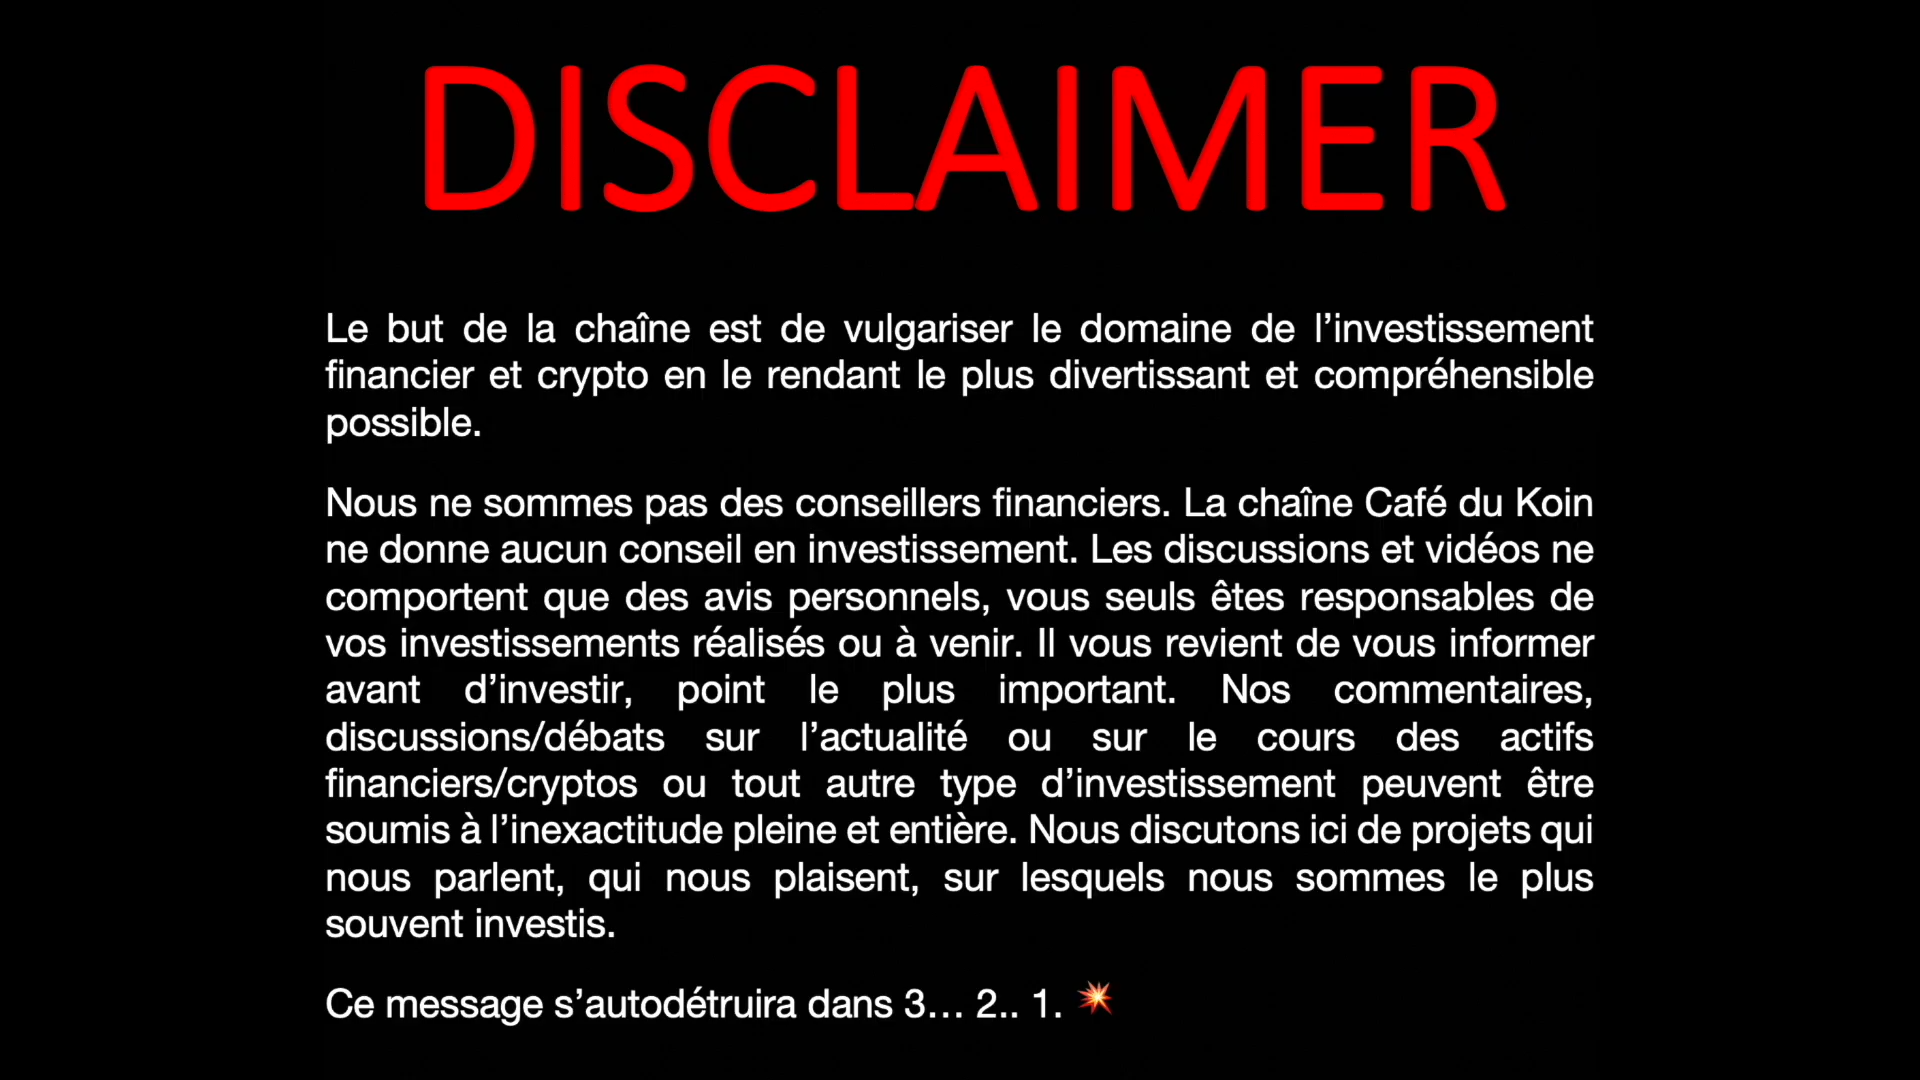 DISCLAIMER
Le but de la chaîne est de vulgariser le domaine de l’investissement
financier et crypto en le rendant le plus divertissant et compréhensible
possible.
Nous ne sommes pas des conseillers financiers. La chaîne Café du Koin
ne donne aucun conseil en investissement. Les discussions et vidéos ne
comportent que des avis personnels, vous seuls êtes responsables de
vos investissements réalisés ou à venir. Il vous revient de vous informer
avant d’investir, point le plus important. Nos commentaires,
discussions/débats sur l’actualité ou sur le cours des actifs
financiers/cryptos ou tout autre type d’investissement peuvent être
soumis à l’inexactitude pleine et entière. Nous discutons ici de projets qui
nous parlent, qui nous plaisent, sur lesquels nous sommes le plus
souvent investis.
Ce message s’autodétruira dans 3… 2.. 1. 💥